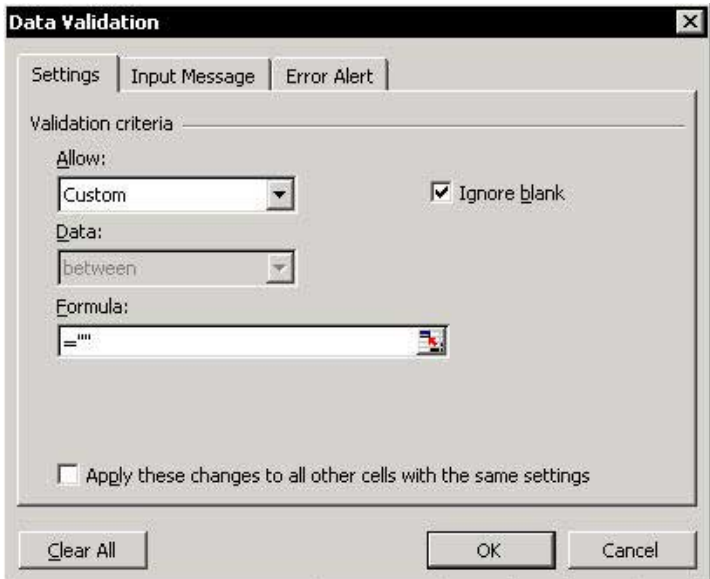 Data Validation
Settings
Input Message
Error Alert
Validation criteria
Allow:
Custom
Ignore blank
Data:
between
Formula:
=""
Apply these changes to all other cells with the same settings
Clear All
OK
Cancel